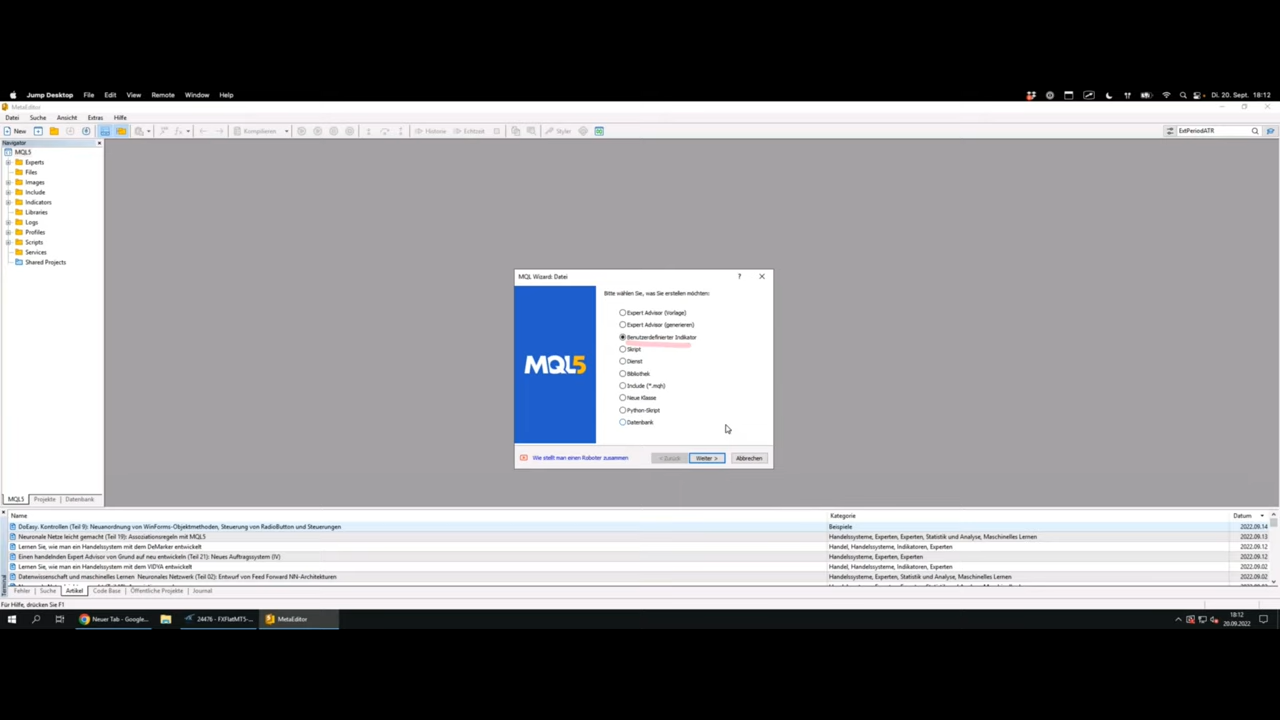 Jump Desktop File Edit View Remote Window Help Di. 20. Sept. 18:12
MetaEditor
Datei Suche Ansicht Extras Hilfe
New Kompilieren Historie Echtzeit Styler ExtPeriodATR
Navigator
MQL5
Experts
Files
Images
Include
Indicators
Libraries
Logs
Profiles
Scripts
Services
Shared Projects
MQL Wizard: Datei ?
Bitte wählen Sie, was Sie erstellen möchten:
Expert Advisor (Vorlage)
Expert Advisor (generieren)
Benutzerdefinierter Indikator
Skript
Dienst
Bibliothek
Include (*.mqh)
Neue Klasse
Python-Skript
Datenbank
MQL5
Wie stellt man einen Roboter zusammen < Zurück Weiter > Abbrechen
MQL5 Projekte Datenbank
Name Kategorie Datum
DoEasy. Kontrollen (Teil 9): Neuanordnung von WinForms-Objektmethoden, Steuerung von RadioButton und Steuerungen Beispiele 2022.09.14
Neuronale Netze leicht gemacht (Teil 19): Assoziationsregeln mit MQL5 Handelssysteme, Experten, Experten, Statistik und Analyse, Maschinelles Lernen 2022.09.13
Lernen Sie, wie man ein Handelssystem mit dem DeMarker entwickelt Handel, Handelssysteme, Indikatoren, Experten 2022.09.12
Einen handelnden Expert Advisor von Grund auf neu entwickeln (Teil 21): Neues Auftragssystem (IV) Handelssysteme, Experten, Experten 2022.09.12
Lernen Sie, wie man ein Handelssystem mit dem VIDYA entwickelt Handel, Handelssysteme, Indikatoren, Experten 2022.09.02
Datenwissenschaft und maschinelles Lernen Neuronales Netzwerk (Teil 02): Entwurf von Feed Forward NN-Architekturen Handelssysteme, Experten, Statistik und Analyse, Maschinelles Lernen 2022.09.02
Fehler Suche Artikel Code Base Öffentliche Projekte Journal
Terminal
Für Hilfe, drücken Sie F1
Neuer Tab - Google... 24476 - FXFlatMT5-... MetaEditor 18:12
20.09.2022